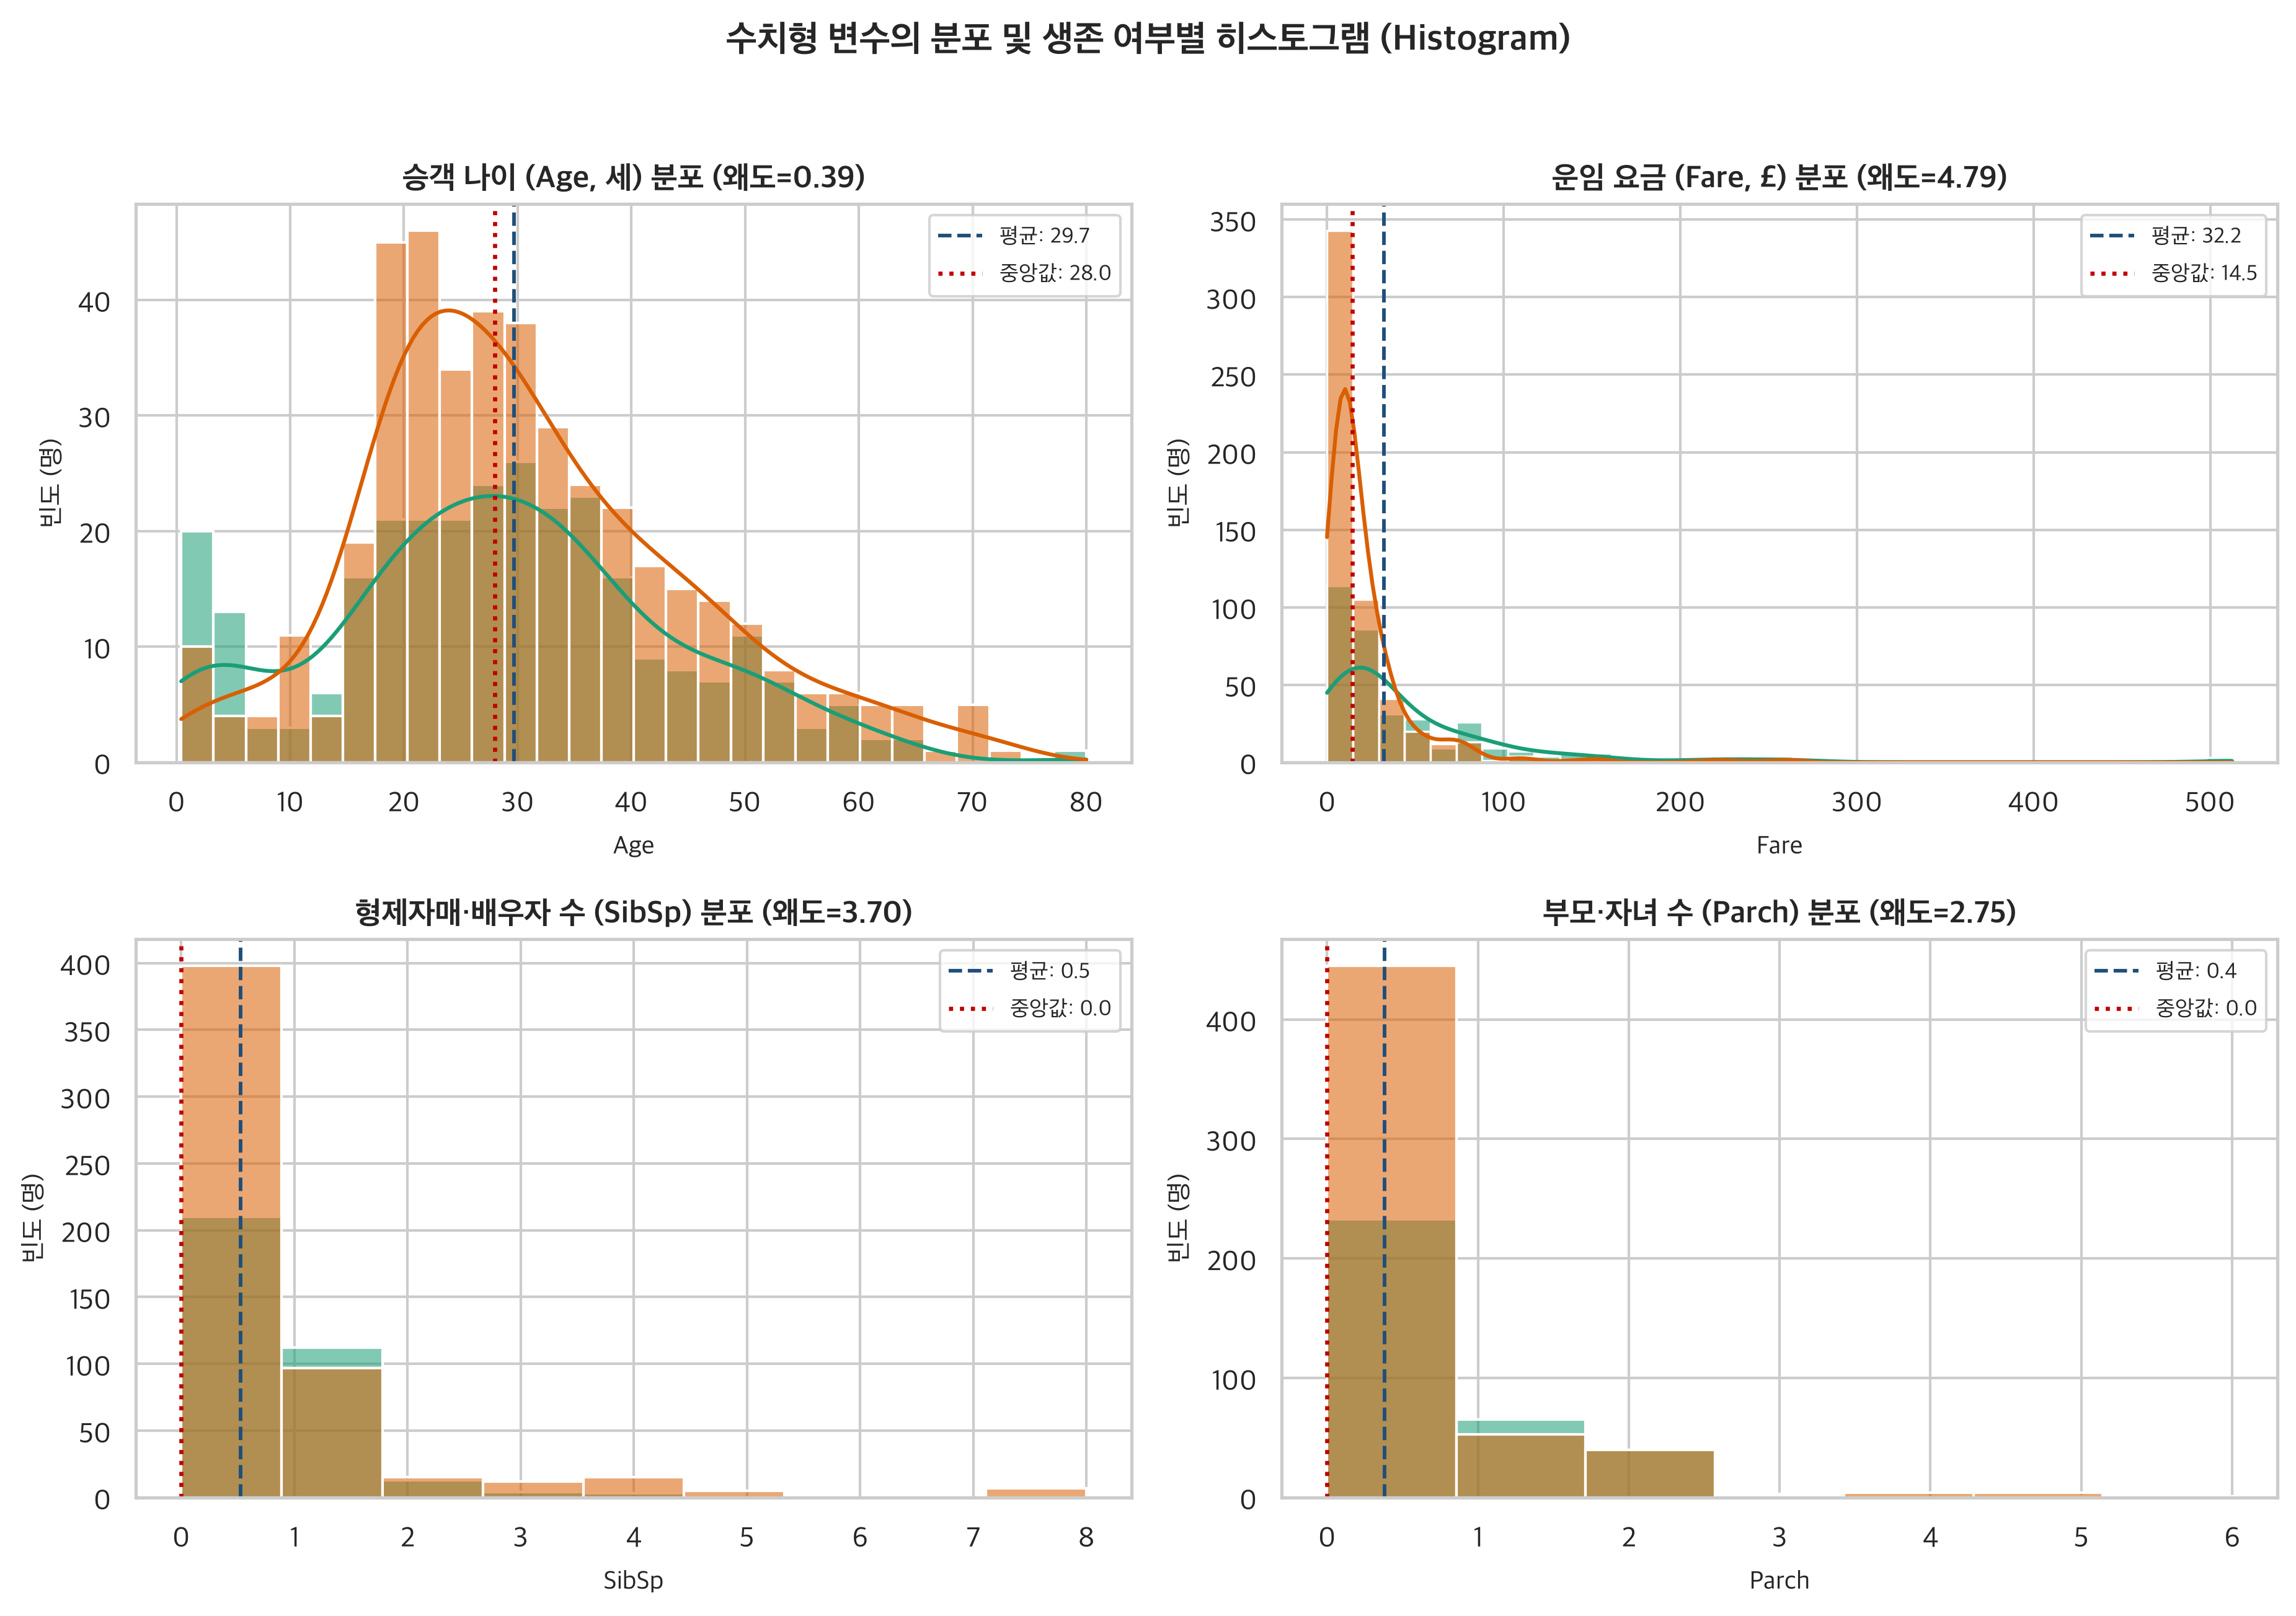 수치형 변수의 분포 및 생존 여부별 히스토그램 (Histogram)
승객 나이 (Age, 세) 분포 (왜도=0.39)
평균: 29.7
중앙값: 28.0
빈도 (명)
40
30
20
10
0
0 10 20 30 40 50 60 70 80
Age
운임 요금 (Fare, £) 분포 (왜도=4.79)
평균: 32.2
중앙값: 14.5
빈도 (명)
350
300
250
200
150
100
50
0
0 100 200 300 400 500
Fare
형제자매·배우자 수 (SibSp) 분포 (왜도=3.70)
평균: 0.5
중앙값: 0.0
빈도 (명)
400
350
300
250
200
150
100
50
0
0 1 2 3 4 5 6 7 8
SibSp
부모·자녀 수 (Parch) 분포 (왜도=2.75)
평균: 0.4
중앙값: 0.0
빈도 (명)
400
300
200
100
0
0 1 2 3 4 5 6
Parch